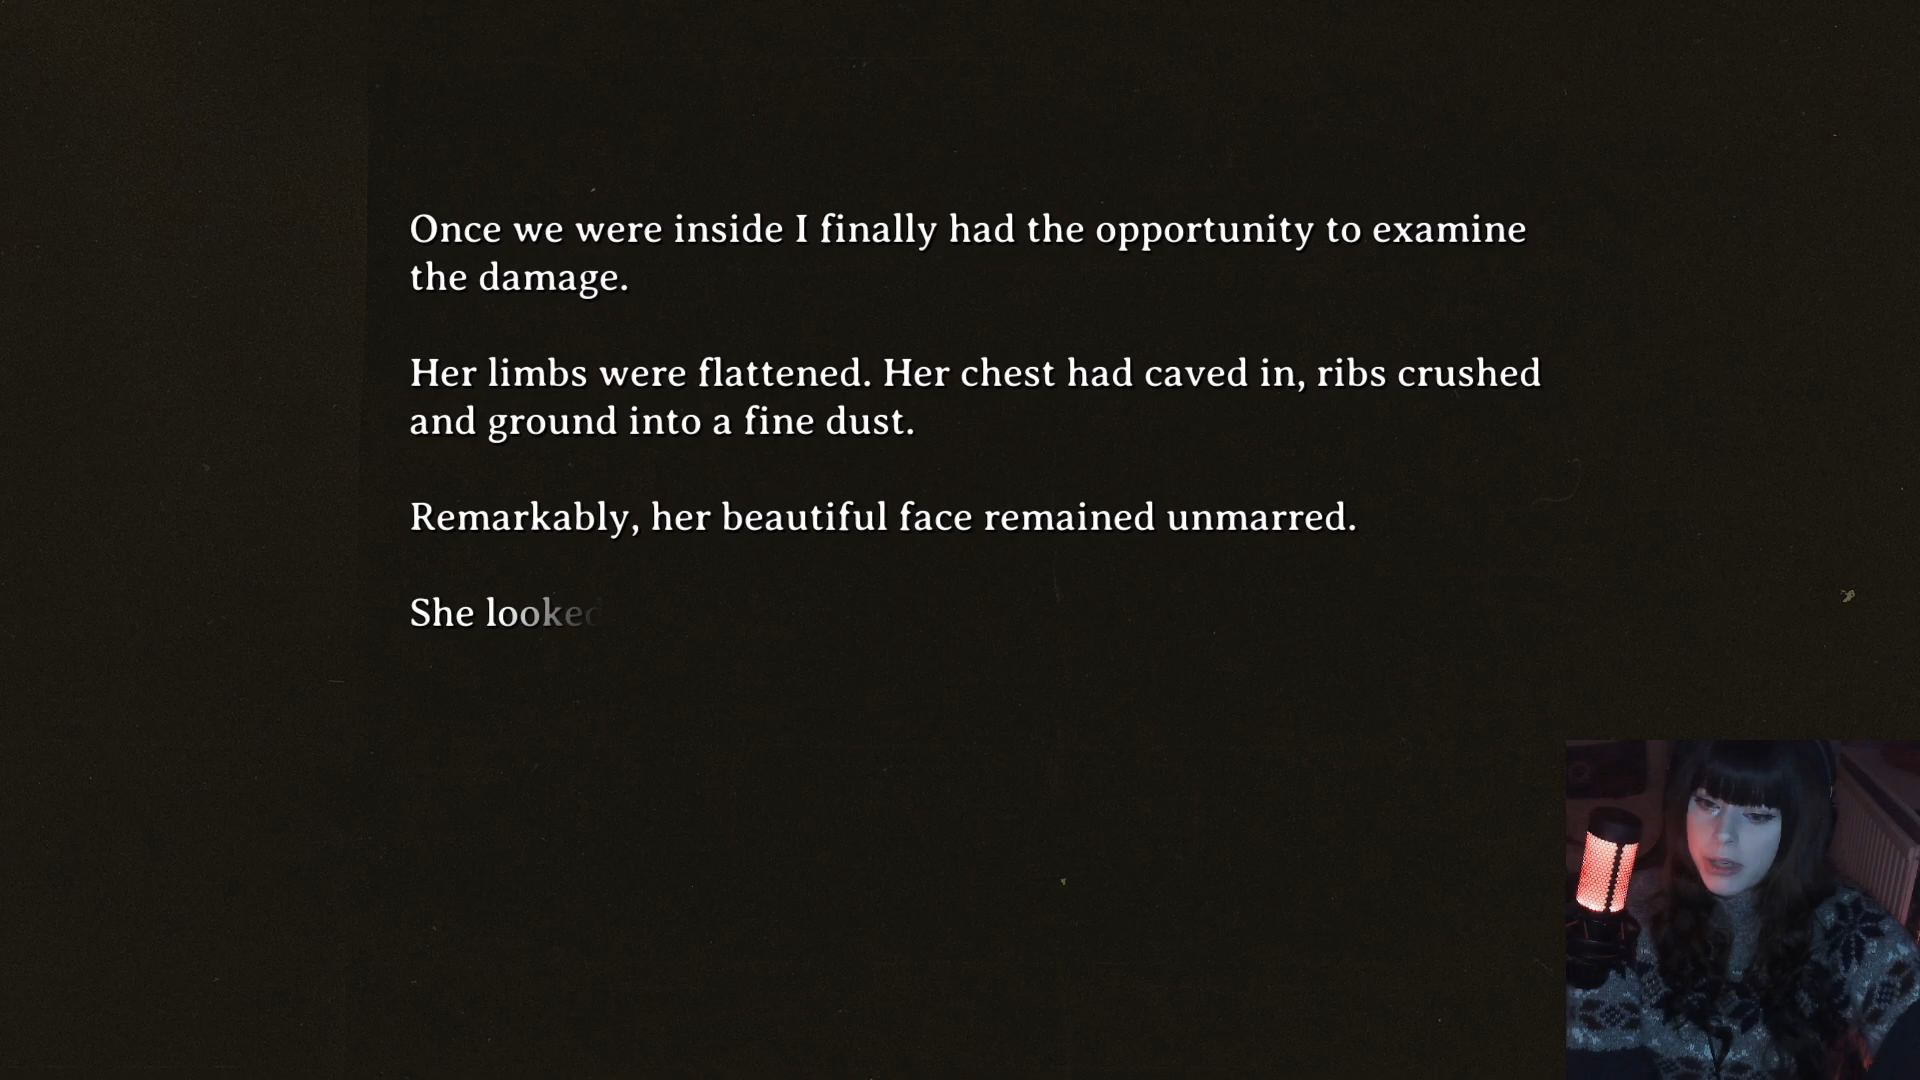 Once we were inside I finally had the opportunity to examine
the damage.
Her limbs were flattened. Her chest had caved in, ribs crushed
and ground into a fine dust.
Remarkably, her beautiful face remained unmarred.
She looked